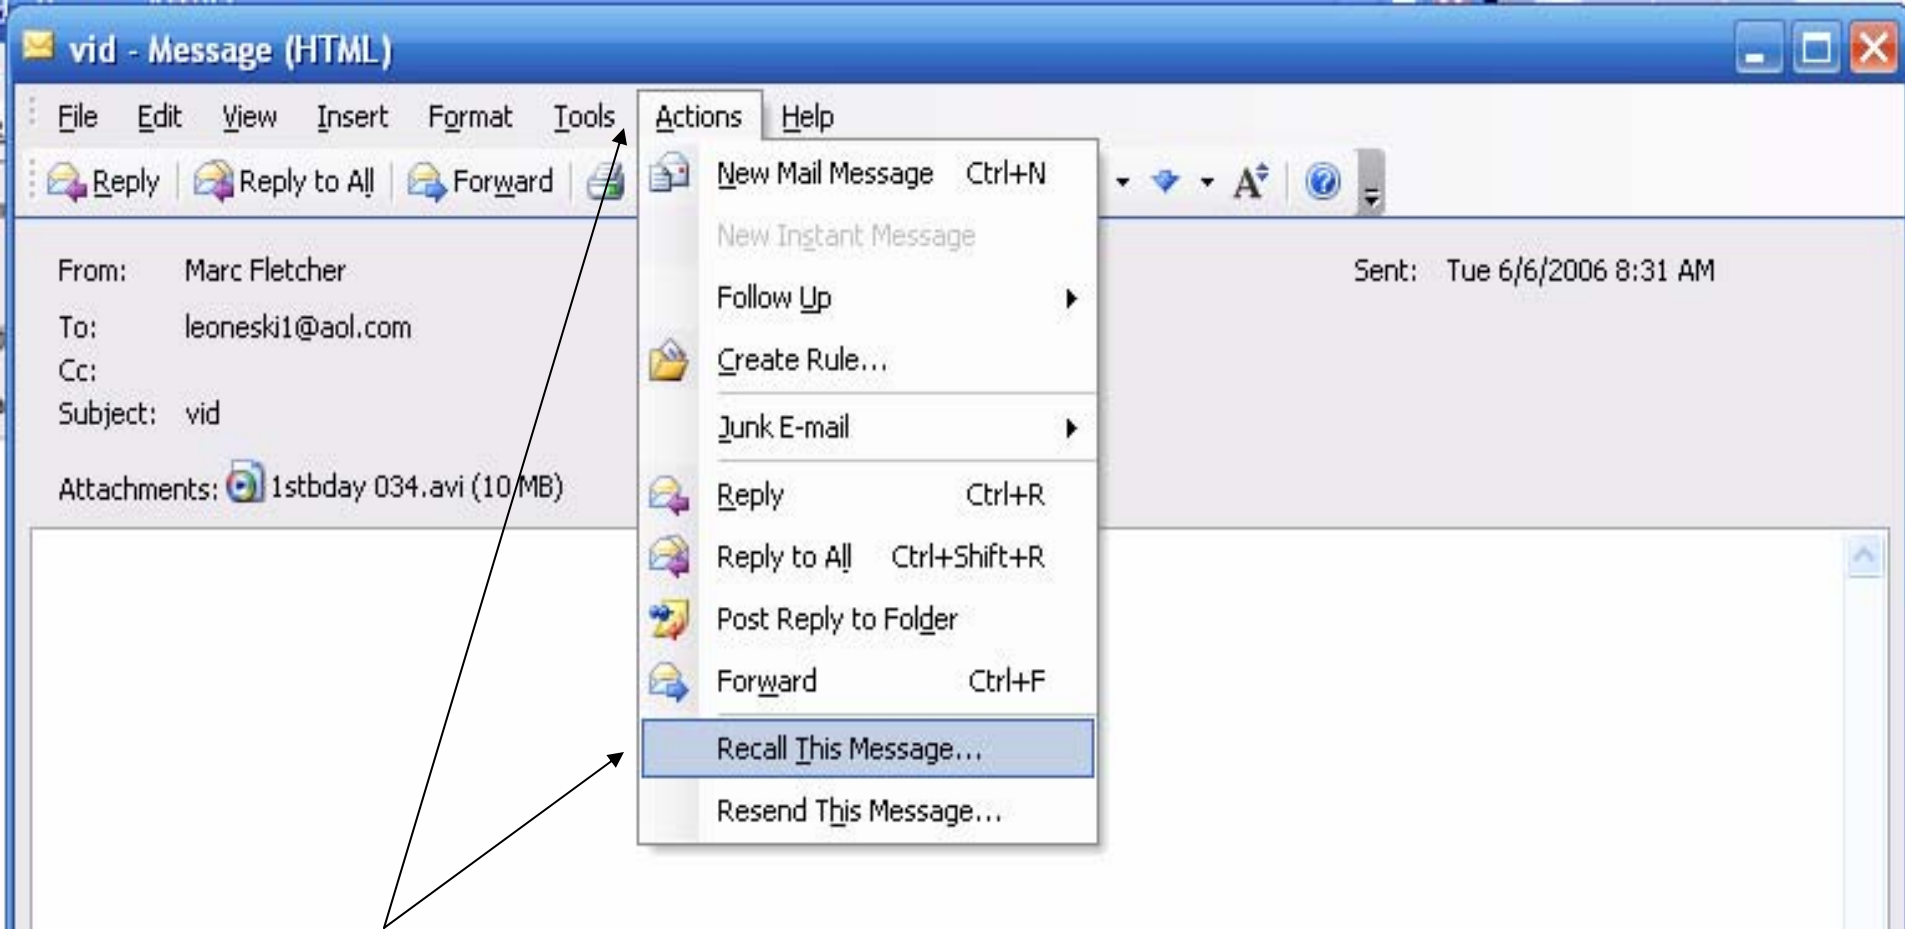 vid - Message (HTML)
File Edit View Insert Format Tools Actions Help
Reply Reply to All Forward
New Mail Message Ctrl+N
New Instant Message
Follow Up
Create Rule...
Junk E-mail
Reply Ctrl+R
Reply to All Ctrl+Shift+R
Post Reply to Folder
Forward Ctrl+F
Recall This Message...
Resend This Message...
From: Marc Fletcher
Sent: Tue 6/6/2006 8:31 AM
To: leoneski1@aol.com
Cc:
Subject: vid
Attachments: 1stbday 034.avi (10 MB)